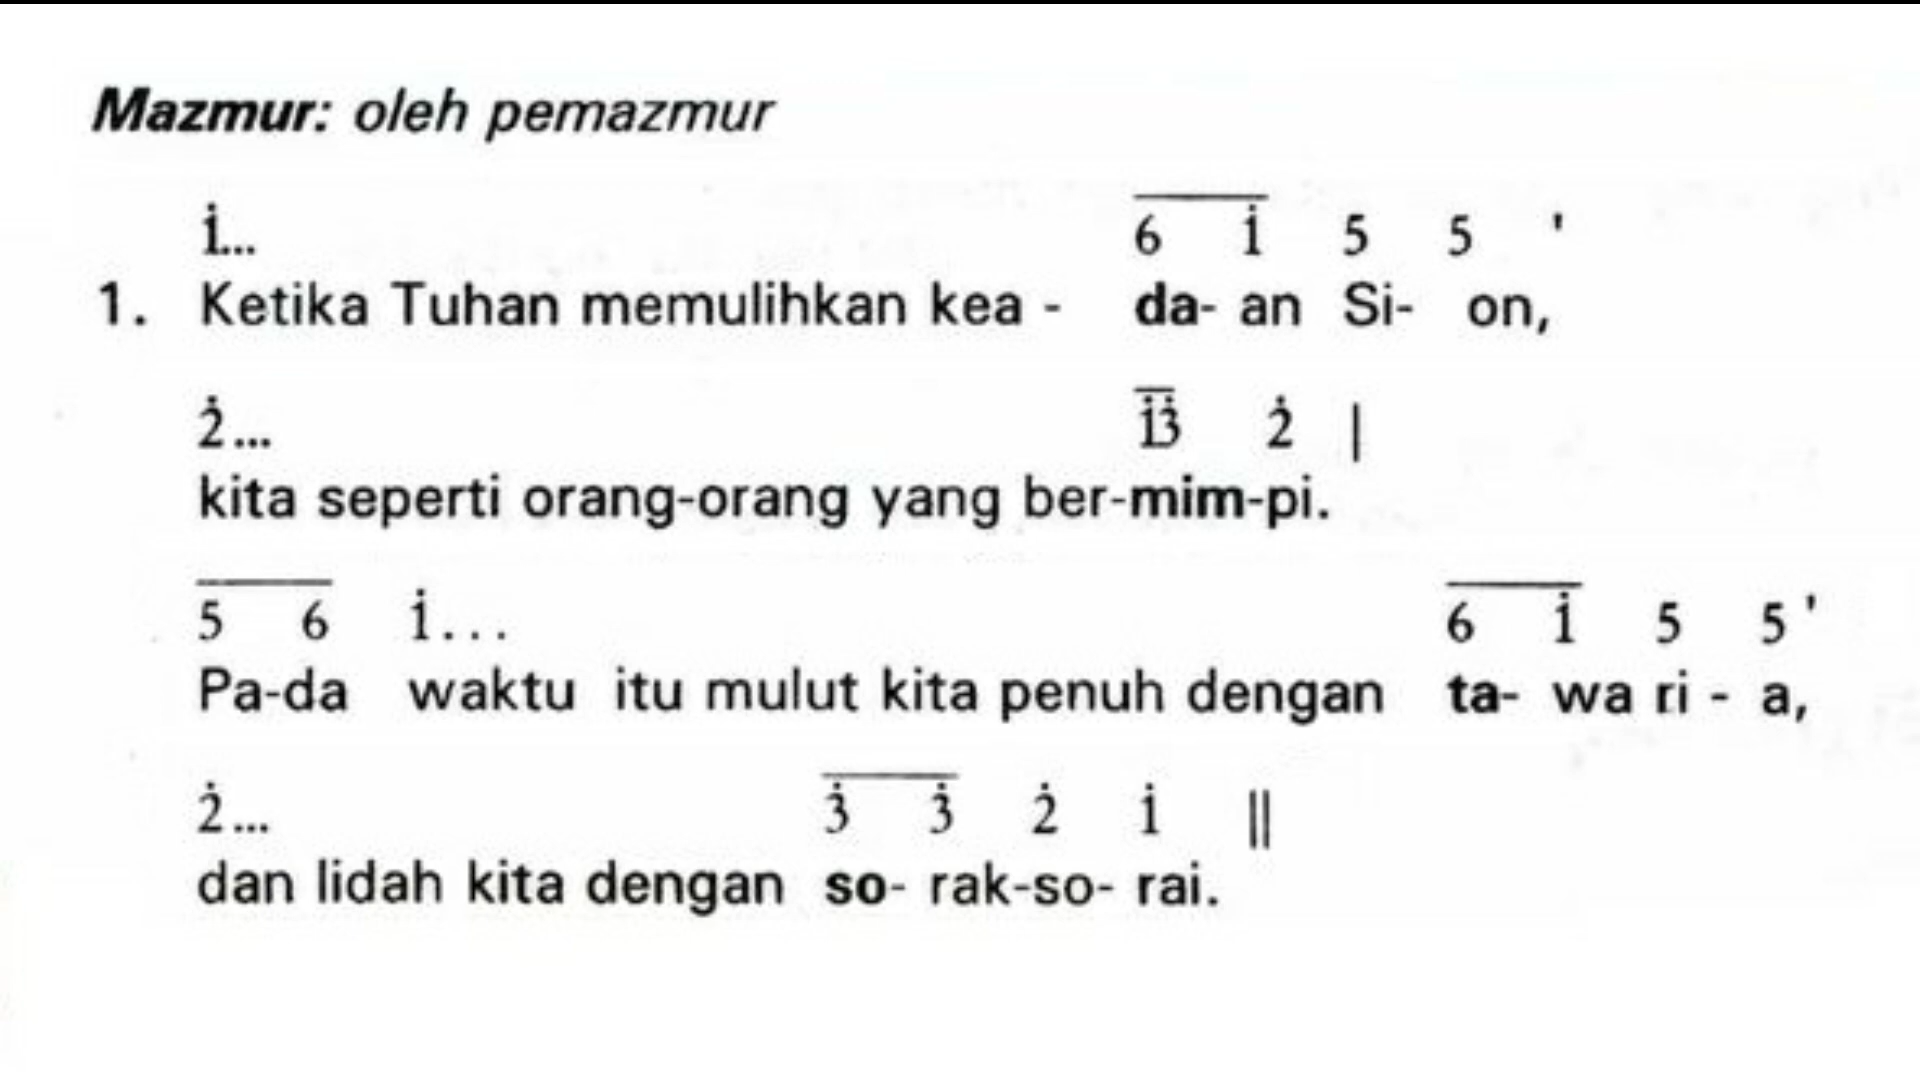 Mazmur: oleh pemazmur
i̇... 6 i̇ 5 5 '
1. Ketika Tuhan memulihkan kea - da- an Si- on,
2̇... 1̇3̇ 2̇ |
kita seperti orang-orang yang ber-mim-pi.
5 6 1̇... 6 1̇ 5 5 '
Pa-da waktu itu mulut kita penuh dengan ta- wa ri - a,
2̇... 3̇ 3̇ 2̇ 1̇ ||
dan lidah kita dengan so- rak-so- rai.